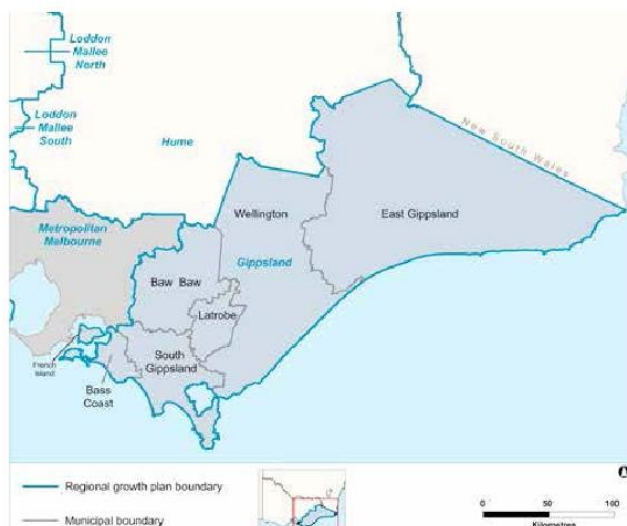 Loddon
Mallee
North
Loddon
Mallee
South
Hume
New South Wales
Wellington
East Gippsland
Metropolitan
Melbourne
Gippsland
Baw Baw
Latrobe
French
Island
South
Gippsland
Bass
Coast
Regional growth plan boundary
Municipal boundary
0 50 100
Kilometres